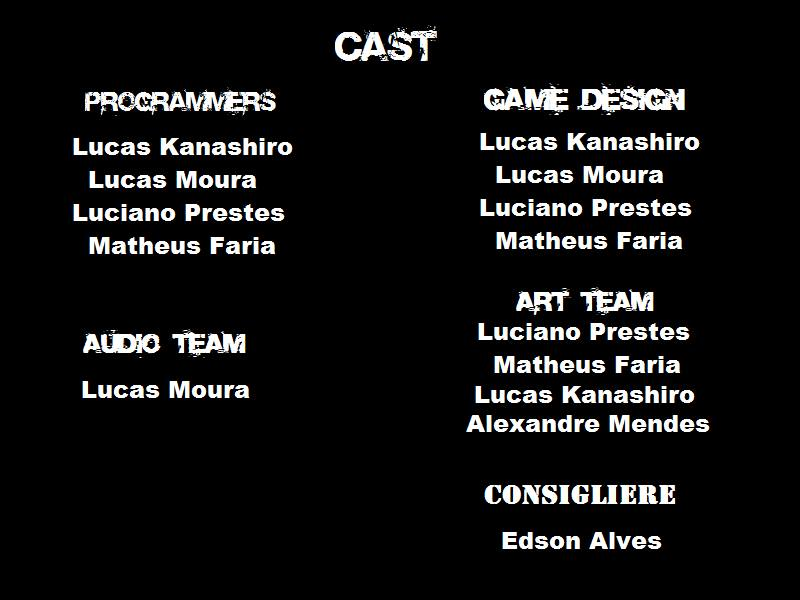 CAST
PROGRAMMERS
Lucas Kanashiro
Lucas Moura
Luciano Prestes
Matheus Faria
AUDIO TEAM
Lucas Moura
GAME DESIGN
Lucas Kanashiro
Lucas Moura
Luciano Prestes
Matheus Faria
ART TEAM
Luciano Prestes
Matheus Faria
Lucas Kanashiro
Alexandre Mendes
CONSIGLIERE
Edson Alves